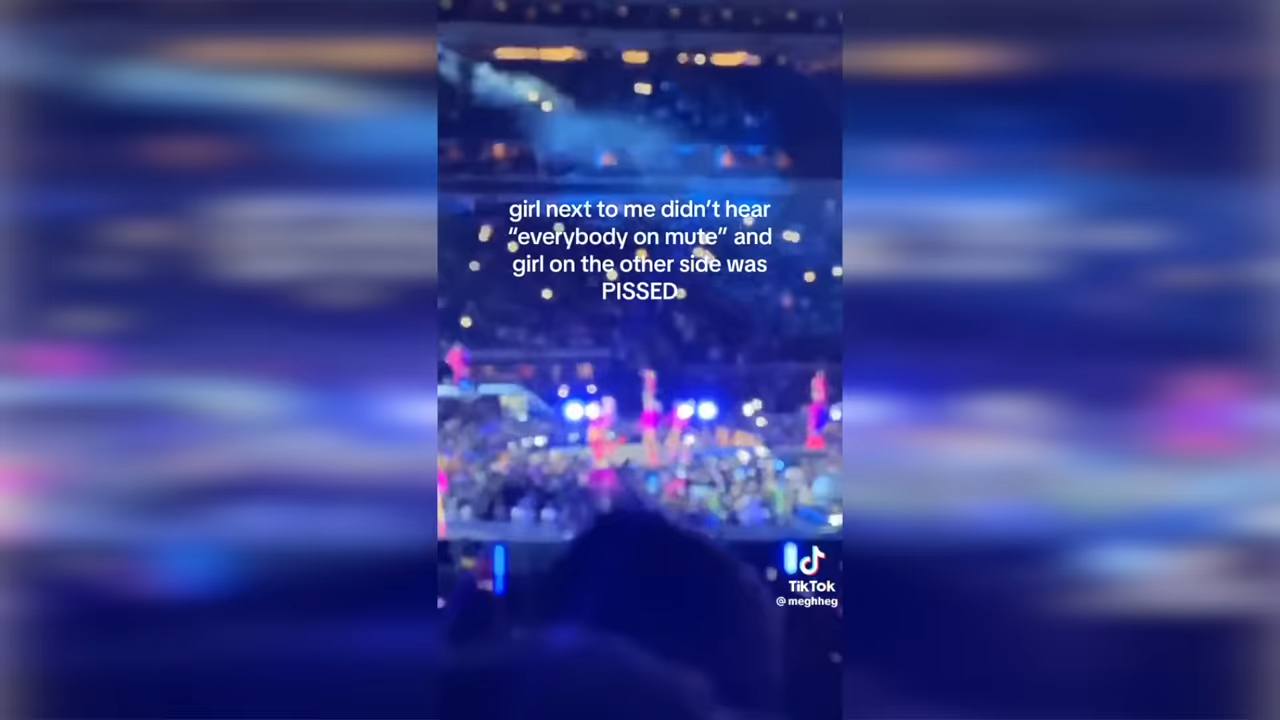 girl next to me didn’t hear
“everybody on mute” and
girl on the other side was
PISSED
TikTok
@meghheg